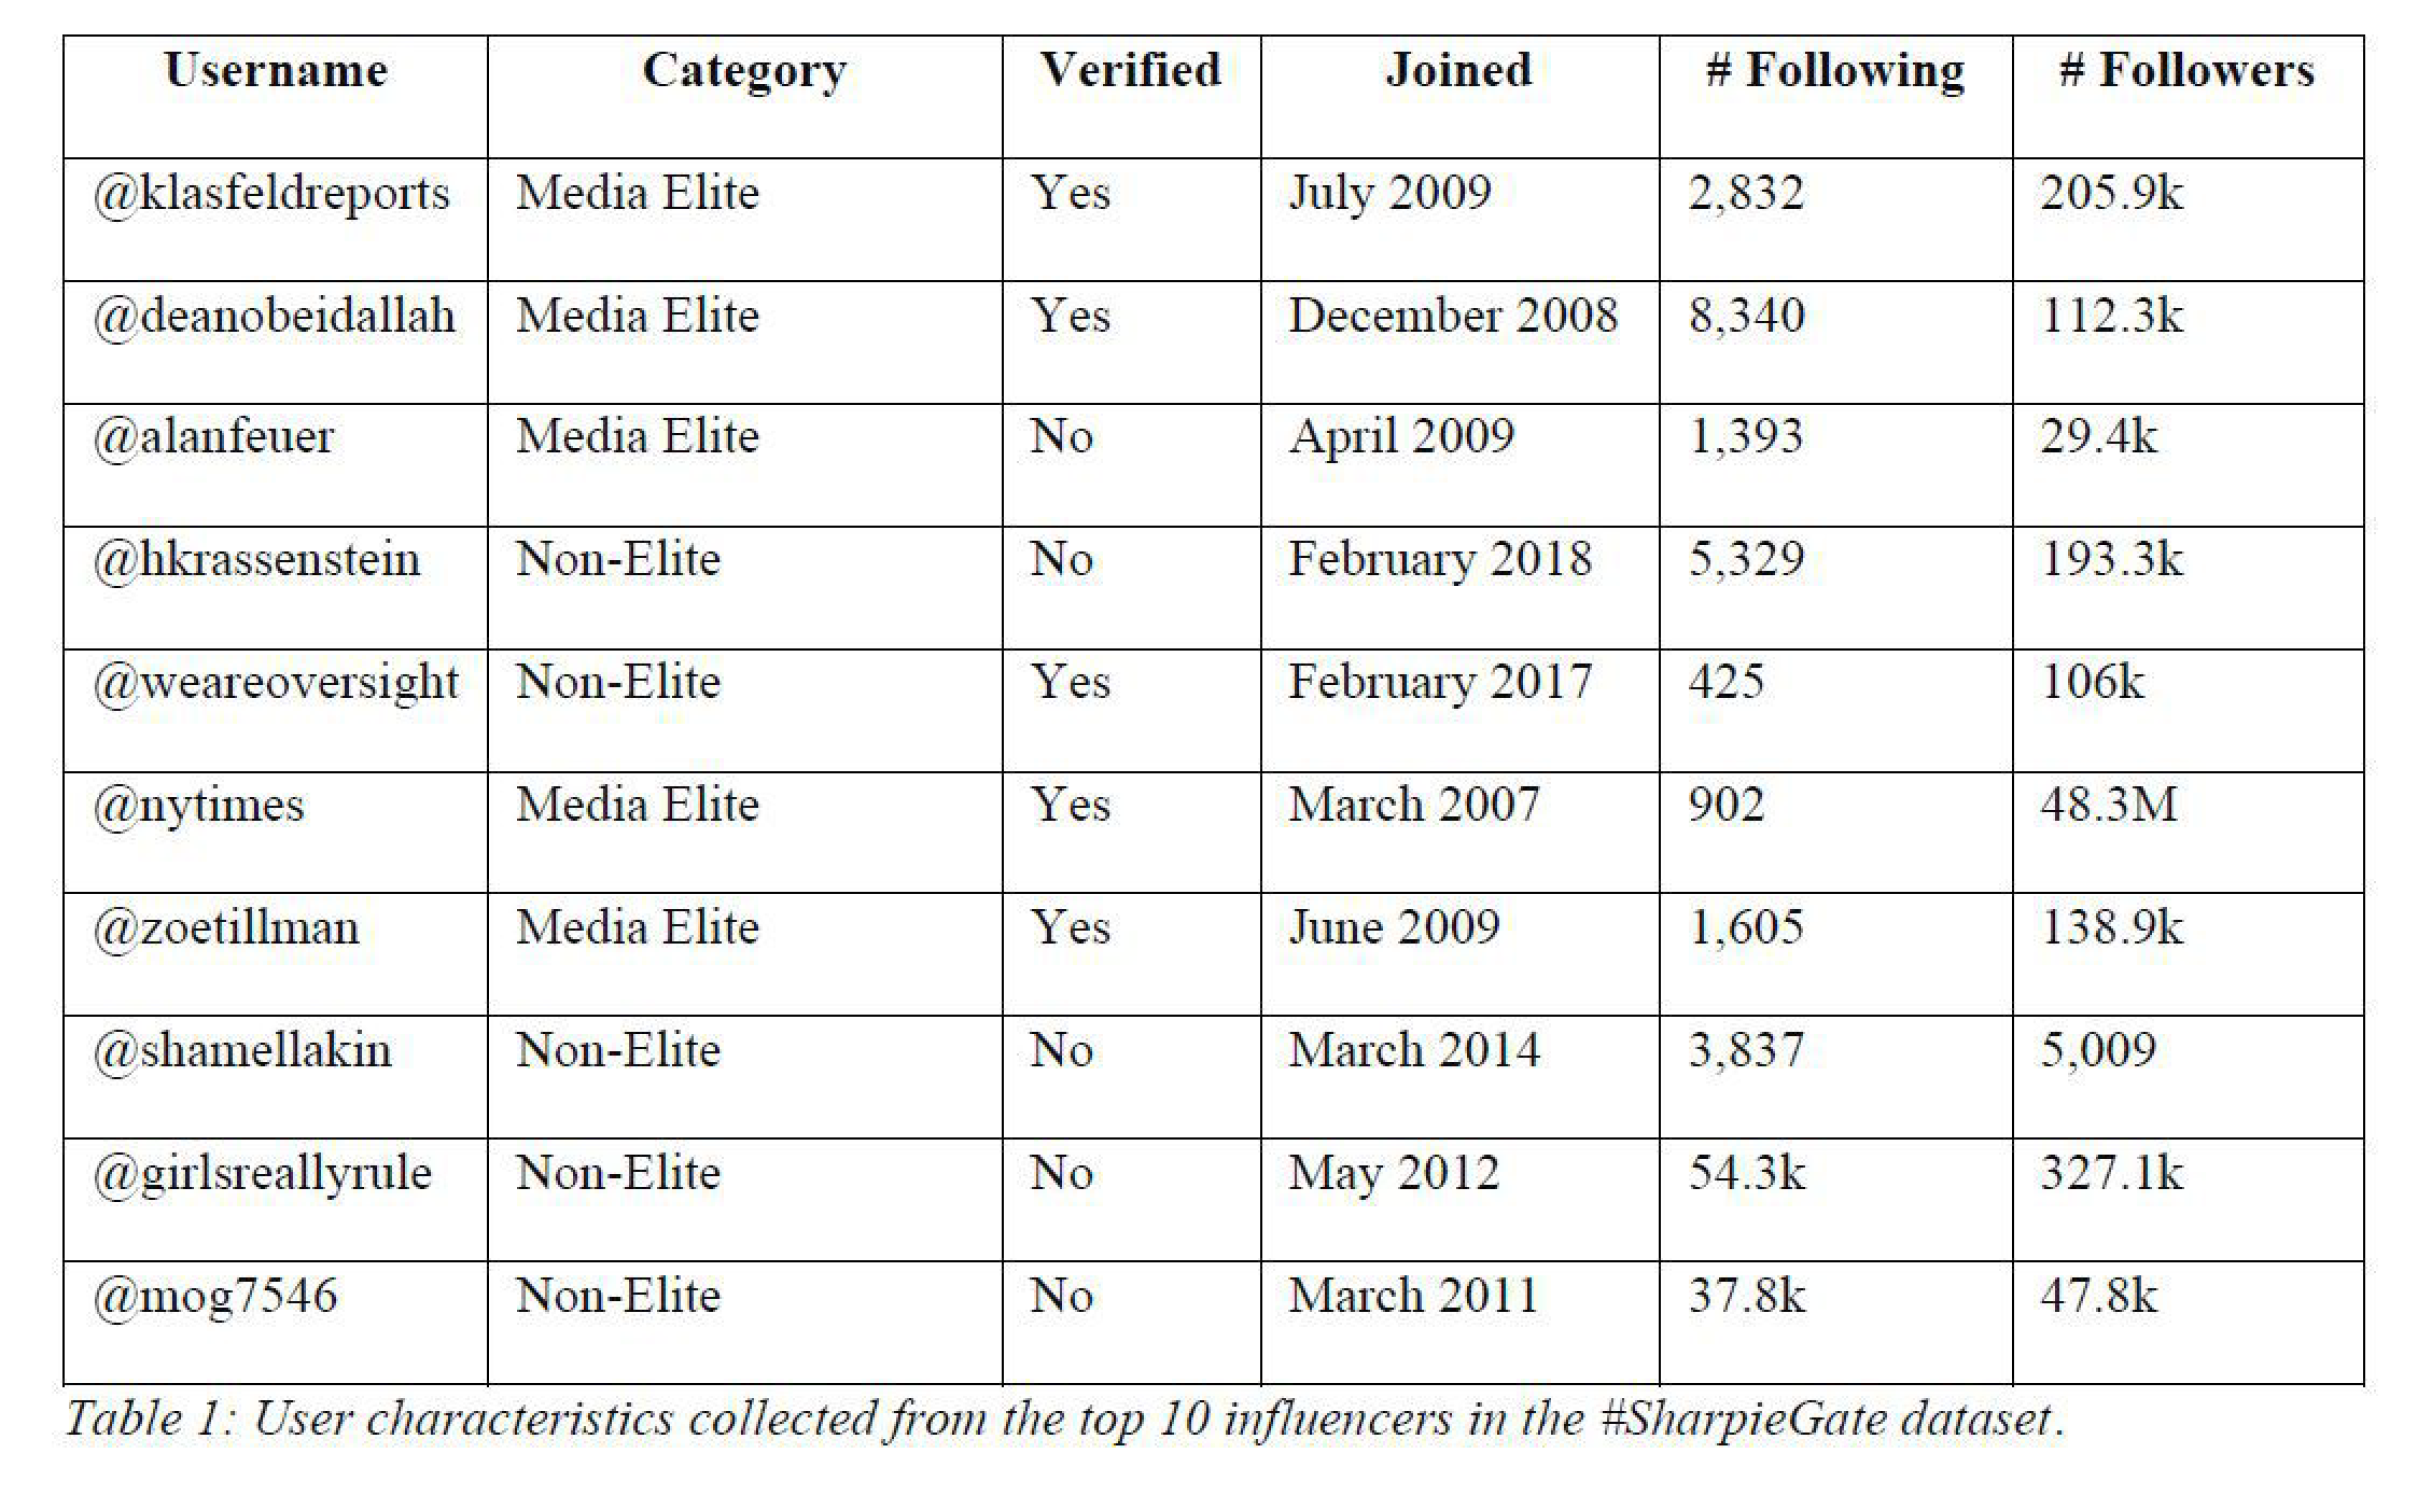 Username Category Verified Joined # Following # Followers
@klasfeldreports Media Elite Yes July 2009 2,832 205.9k
@deanobeidallah Media Elite Yes December 2008 8,340 112.3k
@alanfeuer Media Elite No April 2009 1,393 29.4k
@hkrassenstein Non-Elite No February 2018 5,329 193.3k
@weareoversight Non-Elite Yes February 2017 425 106k
@nytimes Media Elite Yes March 2007 902 48.3M
@zoetillman Media Elite Yes June 2009 1,605 138.9k
@shamellakin Non-Elite No March 2014 3,837 5,009
@girlsreallyrule Non-Elite No May 2012 54.3k 327.1k
@mog7546 Non-Elite No March 2011 37.8k 47.8k
Table 1: User characteristics collected from the top 10 influencers in the #SharpieGate dataset.